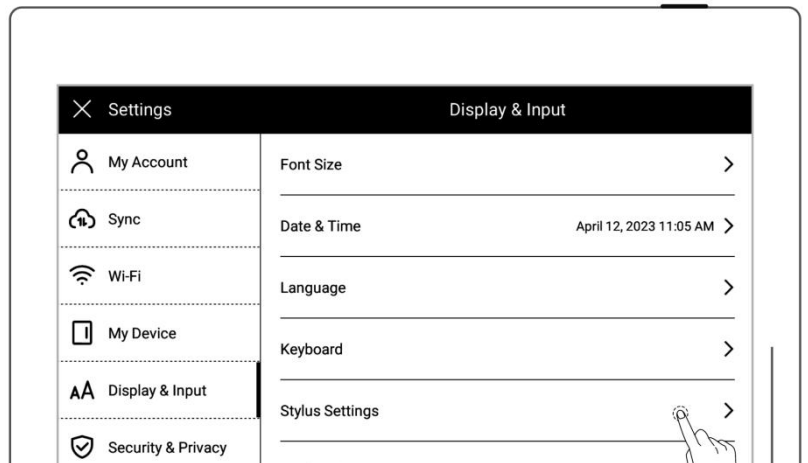 Settings
Display & Input
My Account
Sync
Wi-Fi
My Device
Display & Input
Security & Privacy
Font Size
Date & Time April 12, 2023 11:05 AM
Language
Keyboard
Stylus Settings